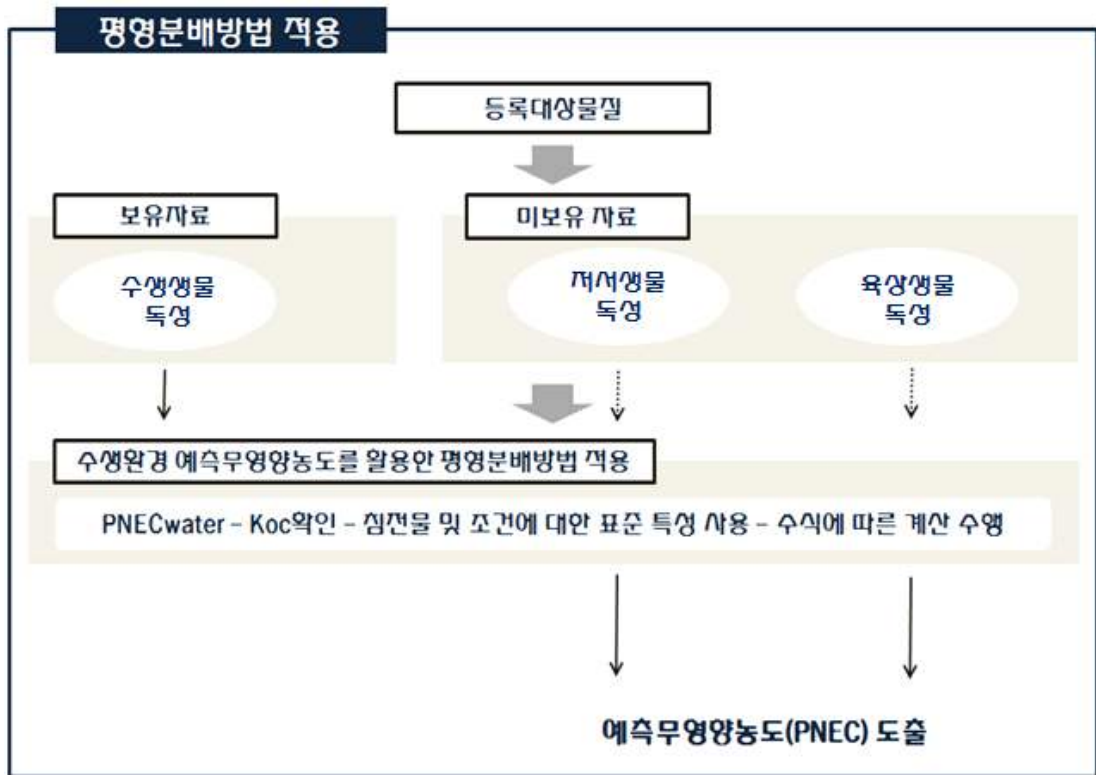 평형분배방법 적용
등록대상물질
보유자료
미보유 자료
수생생물
독성
저서생물
독성
육상생물
독성
수생환경 예측무영향농도를 활용한 평형분배방법 적용
PNECwater – Koc확인 – 침전물 및 조건에 대한 표준 특성 사용 – 수식에 따른 계산 수행
예측무영향농도(PNEC) 도출